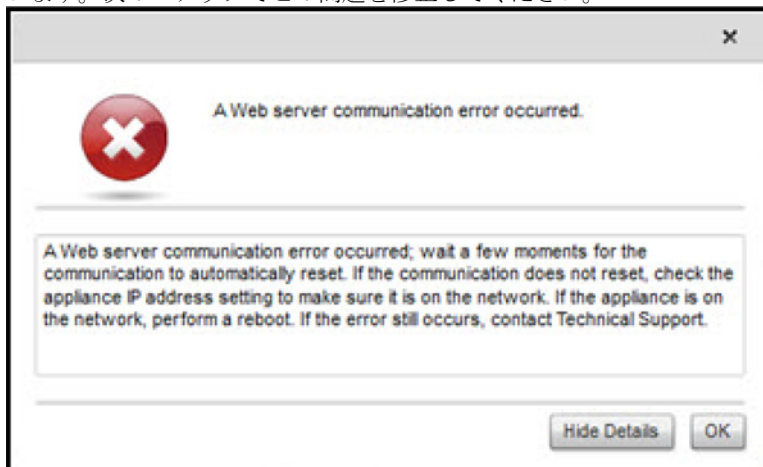 A Web server communication error occurred.
A Web server communication error occurred; wait a few moments for the
communication to automatically reset. If the communication does not reset, check the
appliance IP address setting to make sure it is on the network. If the appliance is on
the network, perform a reboot. If the error still occurs, contact Technical Support.
Hide Details
OK